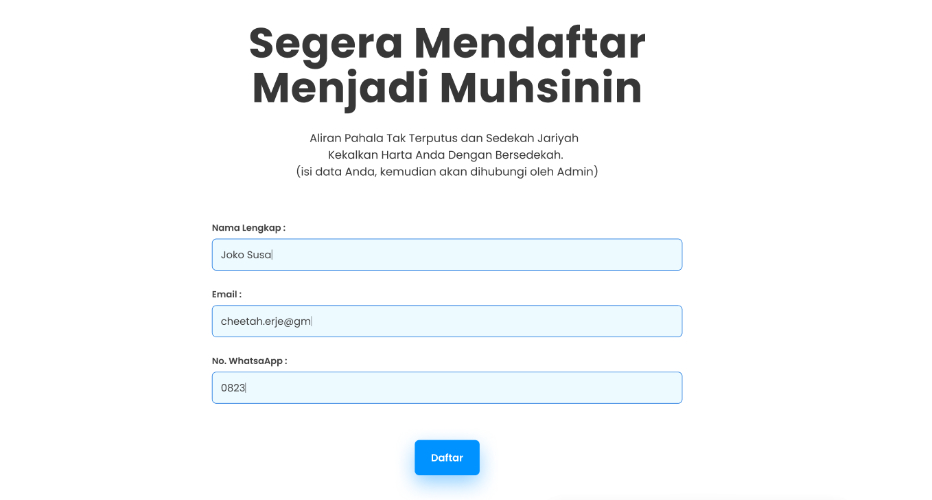 Segera Mendaftar
Menjadi Muhsinin
Aliran Pahala Tak Terputus dan Sedekah Jariyah
Kekalkan Harta Anda Dengan Bersedekah.
(isi data Anda, kemudian akan dihubungi oleh Admin)
Nama Lengkap :
Joko Susa
Email :
cheetah.erje@gm
No. WhatsaApp :
0823
Daftar